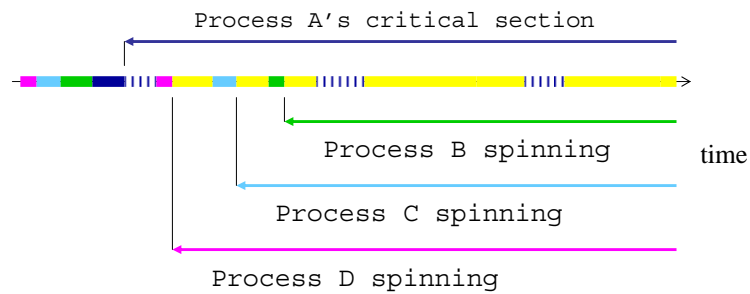 Process A's critical section
Process B spinning
time
Process C spinning
Process D spinning